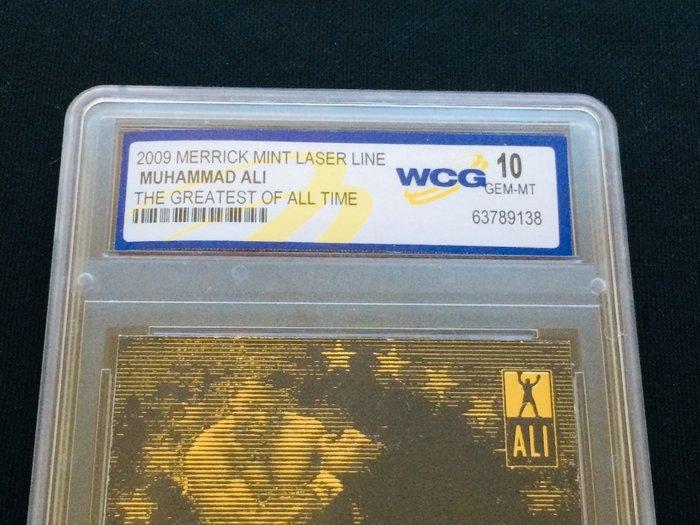 2009 MERRICK MINT LASER LINE
MUHAMMAD ALI
THE GREATEST OF ALL TIME
WCG
10
GEM-MT
63789138
ALI